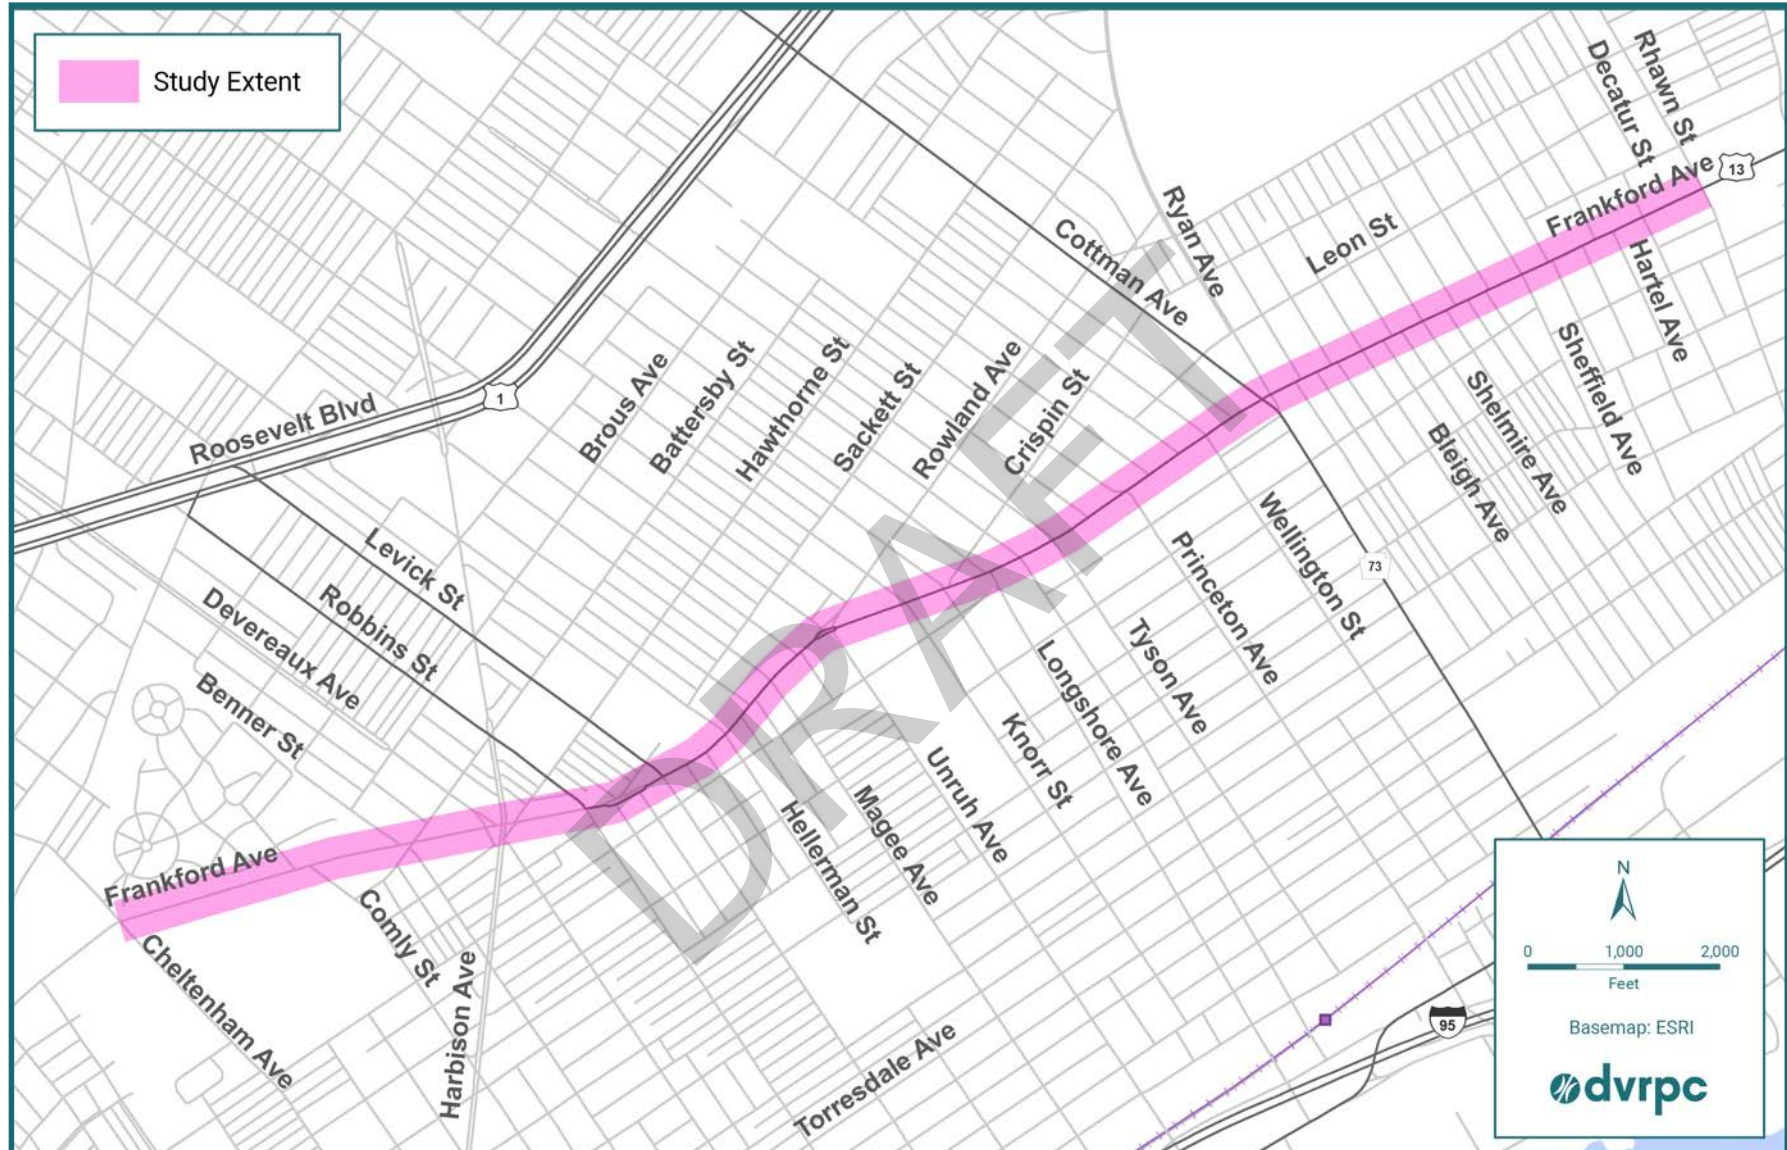 Study Extent
Rhawn St
Decatur St
Frankford Ave
13
Hartel Ave
Ryan Ave
Leon St
Cottman Ave
Sheffield Ave
Shelmire Ave
Bleigh Ave
Roosevelt Blvd
1
Brous Ave
Battersby St
Hawthorne St
Sackett St
Rowland Ave
Crispin St
Wellington St
73
Princeton Ave
Tyson Ave
Longshore Ave
Knorr St
Unruh Ave
Magee Ave
Hellerman St
Levick St
Robbins St
Devereaux Ave
Benner St
Frankford Ave
Comly St
Cheltenham Ave
Harbison Ave
Torresdale Ave
DRAFT
95
N
0 1,000 2,000
Feet
Basemap: ESRI
dvrpc